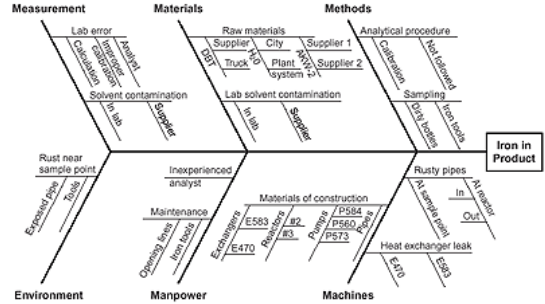 Measurement
Materials
Methods
Lab error
Calculation
Improper
calibration
Analyst
Solvent contamination
In lab
Supplier
Raw materials
DBT
Supplier
Truck
H₂0
City
Plant
system
AKW-2
Supplier 1
Supplier 2
Lab solvent contamination
In lab
Supplier
Analytical procedure
Calibration
Not followed
Sampling
Dirty bottles
Iron tools
Iron in
Product
Rust near
sample point
Exposed pipe
Tools
Inexperienced
analyst
Maintenance
Opening lines
Iron tools
Materials of construction
Exchangers
E583
E470
Reactors
#2
#3
Pumps
P584
P560
P573
Pipes
Rusty pipes
At sample point
At reactor
In
Out
Heat exchanger leak
E470
E583
Environment
Manpower
Machines